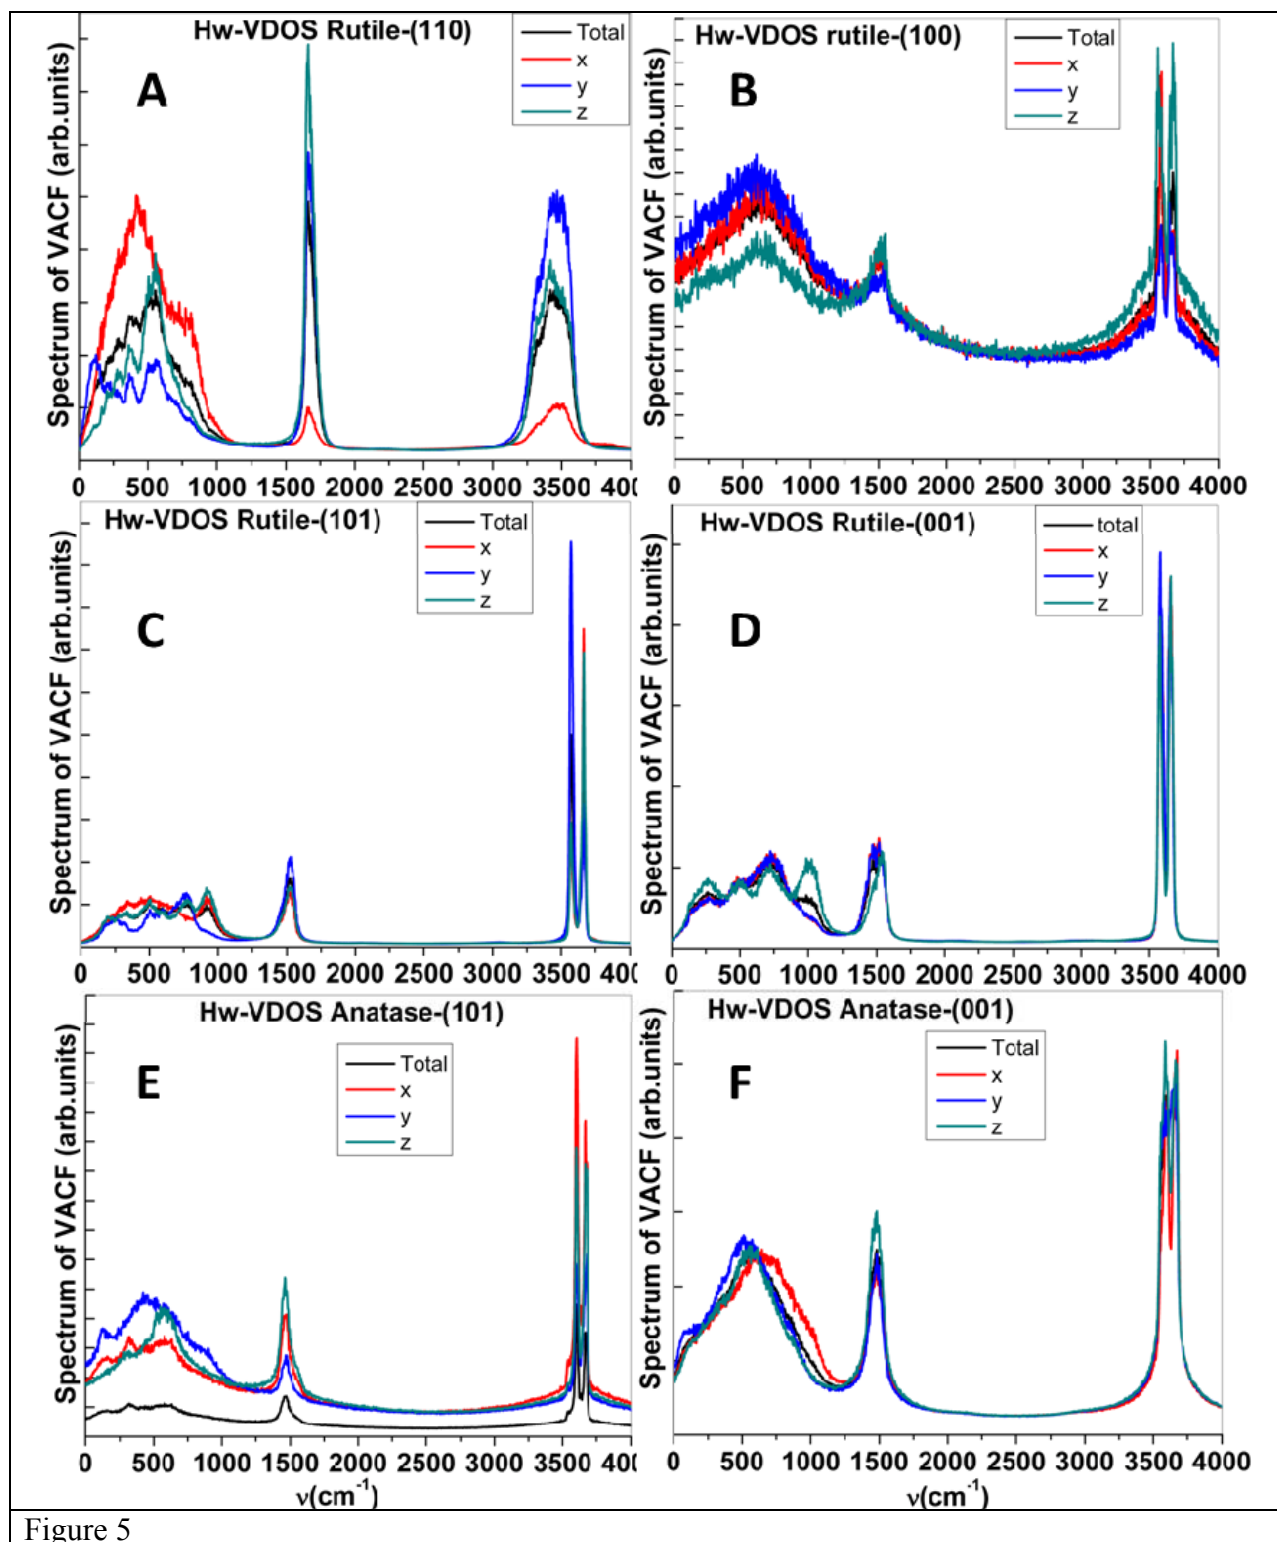 Hw-VDOS Rutile-(110)
Total
x
y
z
A
Spectrum of VACF (arb.units)
0 500 1000 1500 2000 2500 3000 3500 400
Hw-VDOS rutile-(100)
Total
x
y
z
B
Spectrum of VACF (arb.units)
0 500 1000 1500 2000 2500 3000 3500 4000
Hw-VDOS Rutile-(101)
Total
x
y
z
C
Spectrum of VACF (arb.units)
0 500 1000 1500 2000 2500 3000 3500 400
Hw-VDOS Rutile-(001)
total
x
y
z
D
Spectrum of VACF (arb.units)
0 500 1000 1500 2000 2500 3000 3500 4000
Hw-VDOS Anatase-(101)
Total
x
y
z
E
Spectrum of VACF (arb.units)
0 500 1000 1500 2000 2500 3000 3500 400
ν(cm⁻¹)
Hw-VDOS Anatase-(001)
Total
x
y
z
F
Spectrum of VACF (arb.units)
0 500 1000 1500 2000 2500 3000 3500 4000
ν(cm⁻¹)
Figure 5